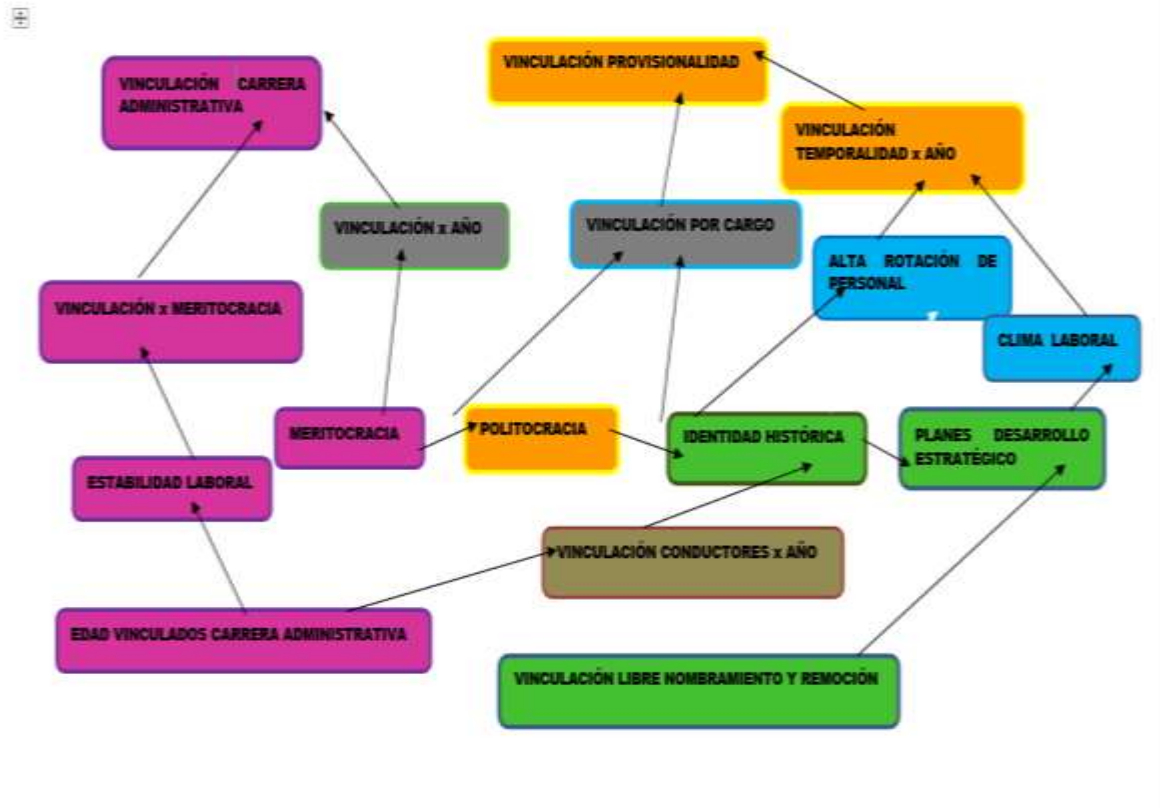 VINCULACIÓN CARRERA
ADMINISTRATIVA
VINCULACIÓN PROVISIONALIDAD
VINCULACIÓN
TEMPORALIDAD x AÑO
VINCULACIÓN x AÑO
VINCULACIÓN POR CARGO
ALTA ROTACIÓN DE
PERSONAL
VINCULACIÓN x MERITOCRACIA
CLIMA LABORAL
MERITOCRACIA
POLITOCRACIA
IDENTIDAD HISTÓRICA
PLANES DESARROLLO
ESTRATÉGICO
ESTABILIDAD LABORAL
VINCULACIÓN CONDUCTORES x AÑO
EDAD VINCULADOS CARRERA ADMINISTRATIVA
VINCULACIÓN LIBRE NOMBRAMIENTO Y REMOCIÓN